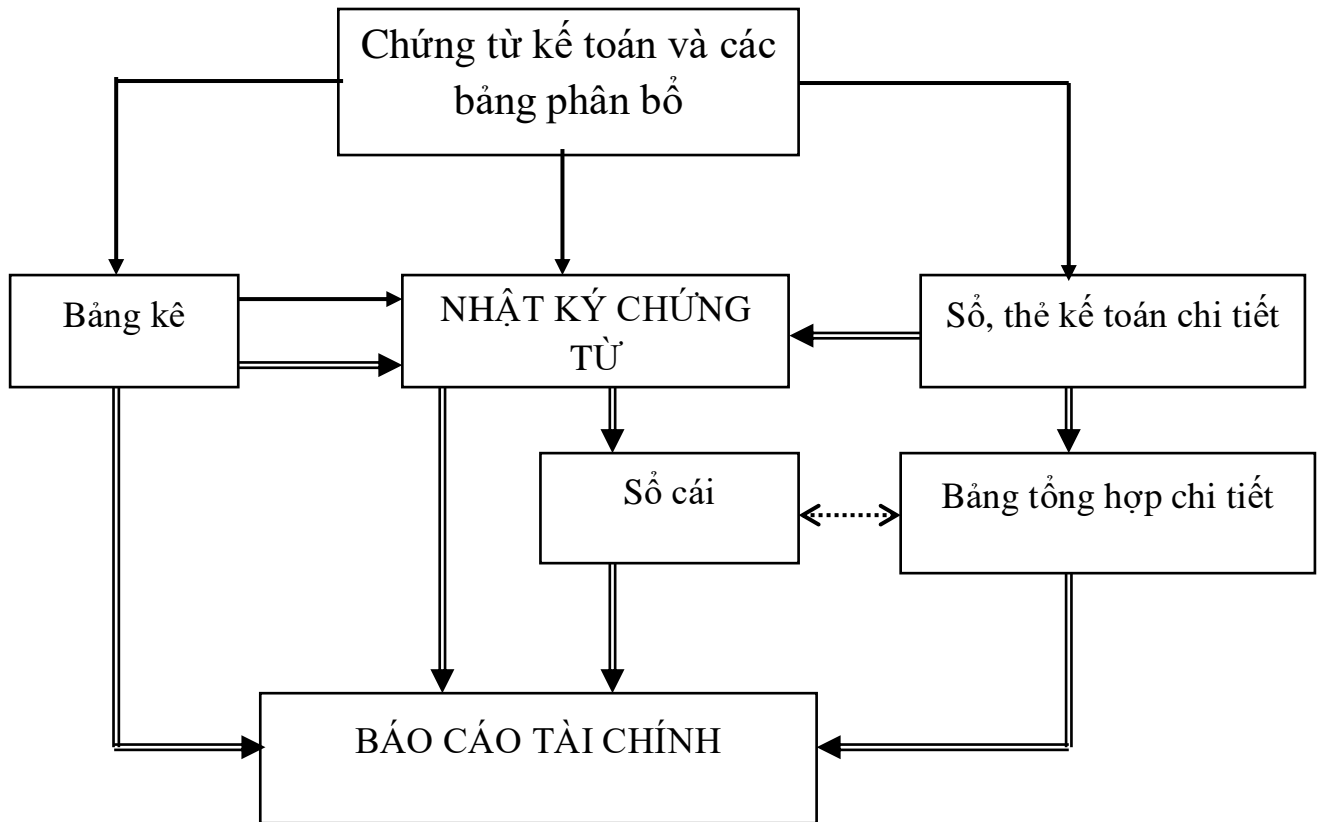 Chứng từ kế toán và các
bảng phân bổ
Bảng kê
NHẬT KÝ CHỨNG
TỪ
Sổ, thẻ kế toán chi tiết
Sổ cái
Bảng tổng hợp chi tiết
BÁO CÁO TÀI CHÍNH